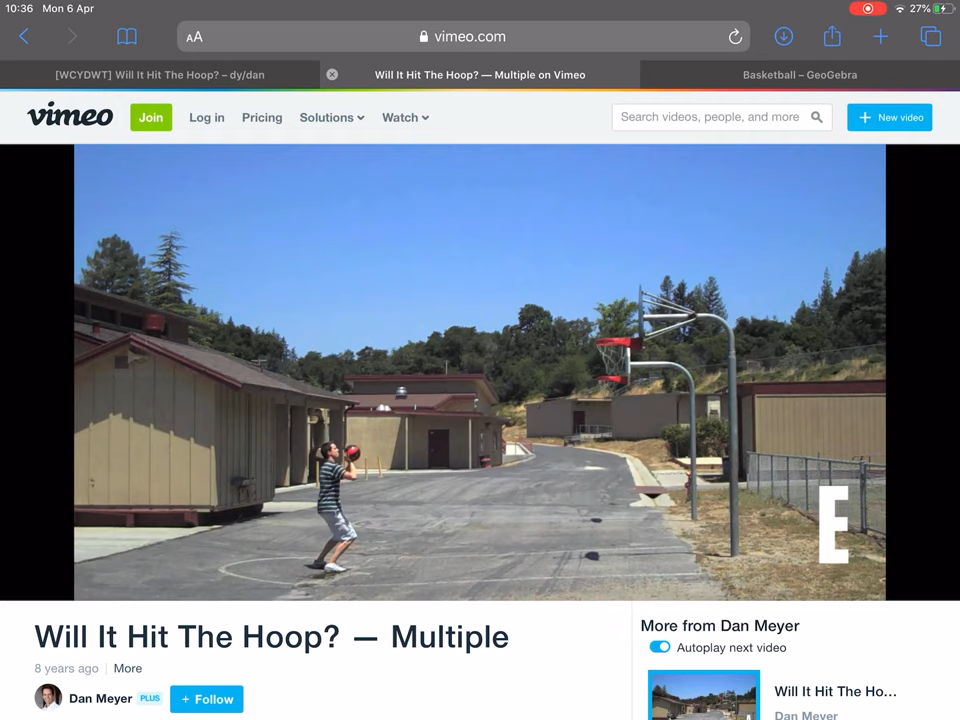 10:36 Mon 6 Apr 27%
AA vimeo.com
[WCYDWT] Will It Hit The Hoop? – dy/dan Will It Hit The Hoop? — Multiple on Vimeo Basketball – GeoGebra
vimeo Join Log in Pricing Solutions Watch Search videos, people, and more + New video
E
Will It Hit The Hoop? — Multiple
8 years ago | More
Dan Meyer PLUS + Follow
More from Dan Meyer
Autoplay next video
Will It Hit The Ho...
Dan Meyer